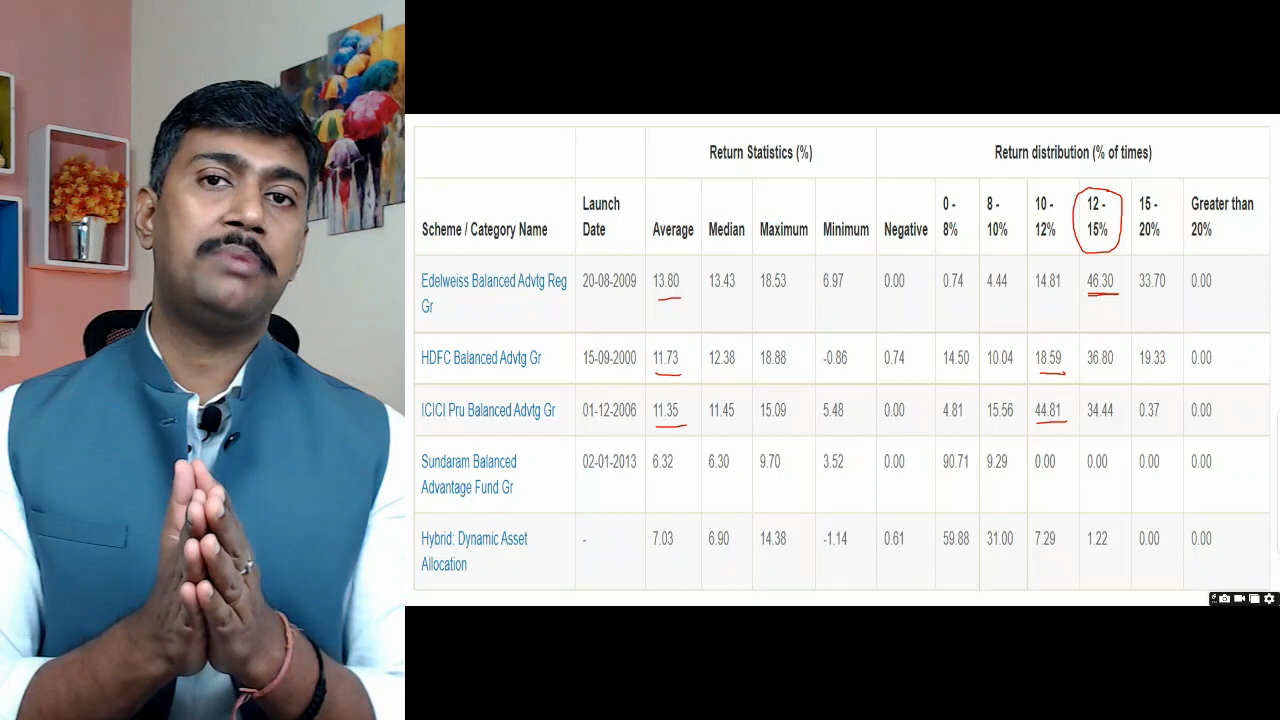 Return Statistics (%) Return distribution (% of times)
Scheme / Category Name Launch Date Average Median Maximum Minimum Negative 0 - 8% 8 - 10% 10 - 12% 12 - 15% 15 - 20% Greater than 20%
Edelweiss Balanced Advtg Reg Gr 20-08-2009 13.80 13.43 18.53 6.97 0.00 0.74 4.44 14.81 46.30 33.70 0.00
HDFC Balanced Advtg Gr 15-09-2000 11.73 12.38 18.88 -0.86 0.74 14.50 10.04 18.59 36.80 19.33 0.00
ICICI Pru Balanced Advtg Gr 01-12-2006 11.35 11.45 15.09 5.48 0.00 4.81 15.56 44.81 34.44 0.37 0.00
Sundaram Balanced Advantage Fund Gr 02-01-2013 6.32 6.30 9.70 3.52 0.00 90.71 9.29 0.00 0.00 0.00 0.00
Hybrid: Dynamic Asset Allocation - 7.03 6.90 14.38 -1.14 0.61 59.88 31.00 7.29 1.22 0.00 0.00